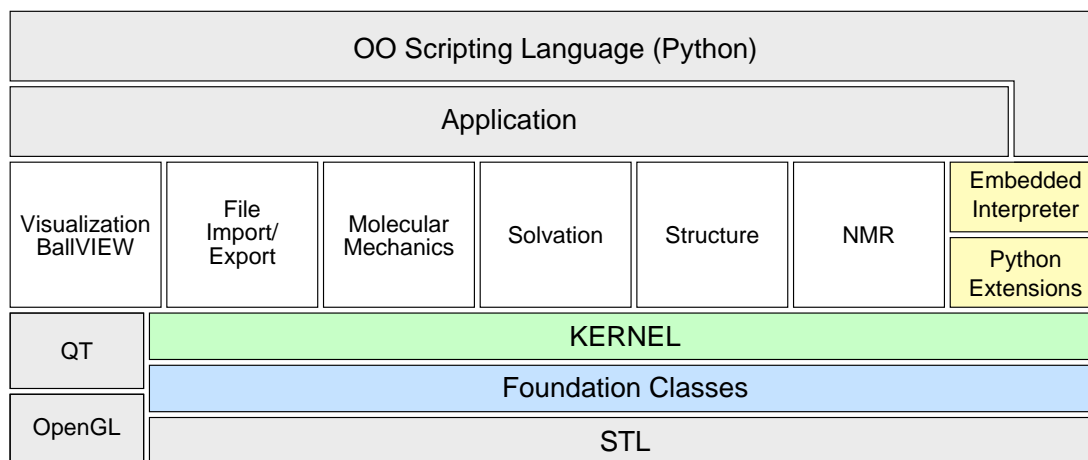 OO Scripting Language (Python)
Application
Visualization
BallVIEW
File
Import/
Export
Molecular
Mechanics
Solvation
Structure
NMR
Embedded
Interpreter
Python
Extensions
QT
KERNEL
Foundation Classes
OpenGL
STL